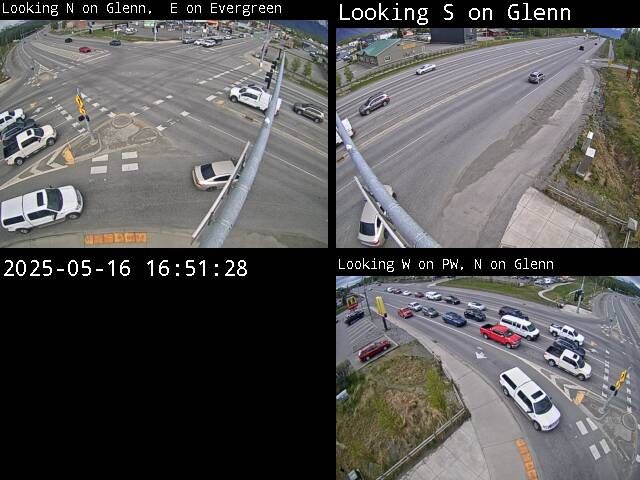 Looking N on Glenn, E on Evergreen
Looking S on Glenn
2025-05-16 16:51:28
Looking W on PW, N on Glenn